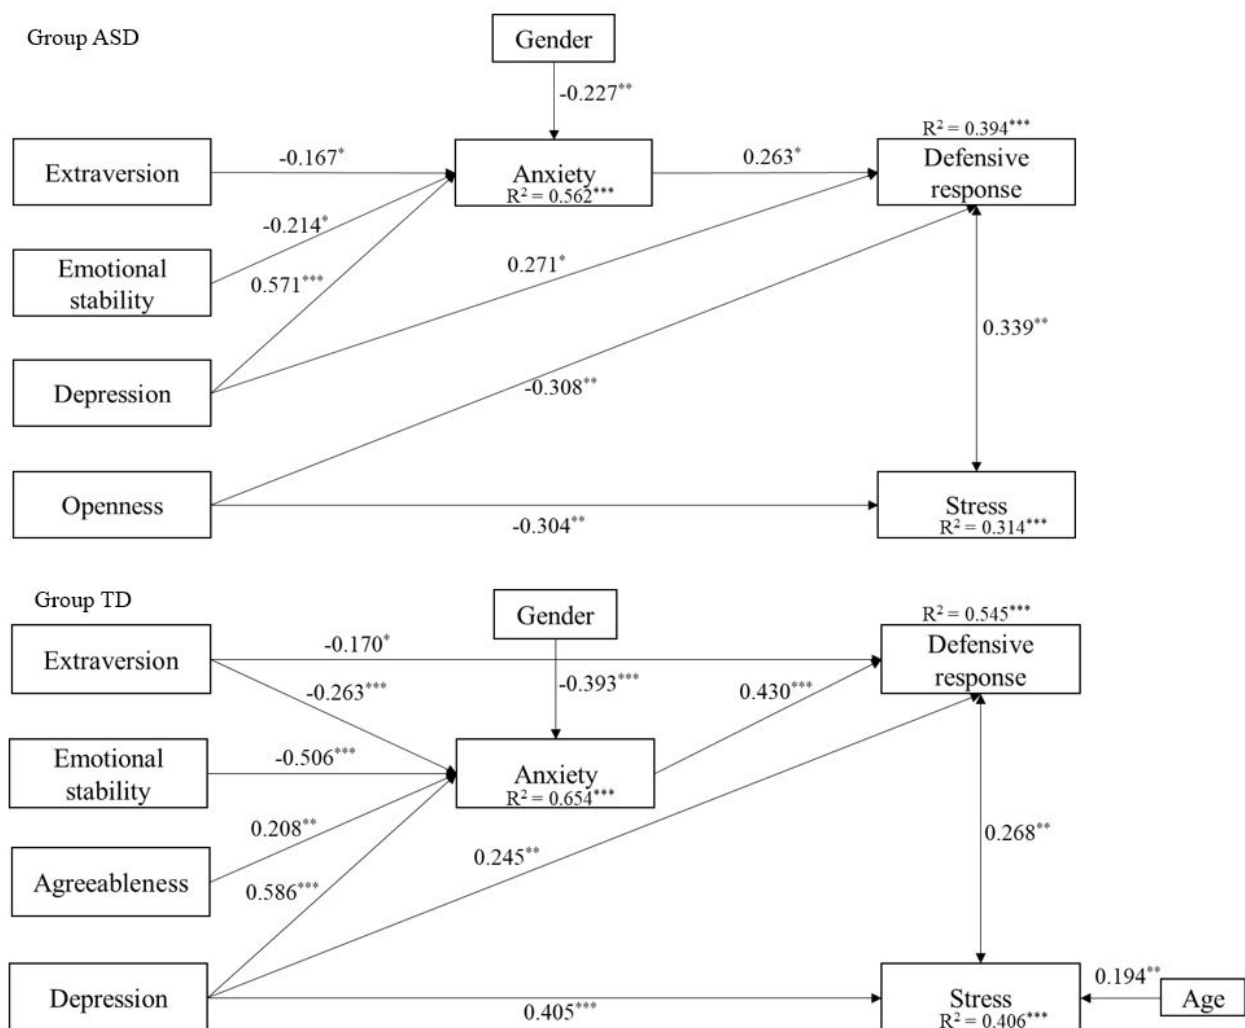 Group ASD
Gender
-0.227**
R² = 0.394***
Extraversion
-0.167*
Anxiety
R² = 0.562***
0.263*
Defensive
response
-0.214*
Emotional
stability
0.571***
0.271*
0.339**
Depression
-0.308**
Openness
-0.304**
Stress
R² = 0.314***
Group TD
Gender
R² = 0.545***
Extraversion
-0.170*
Defensive
response
-0.263***
-0.393***
0.430***
Emotional
stability
-0.506***
Anxiety
R² = 0.654***
0.208**
0.268**
Agreeableness
0.245**
0.586***
Depression
0.405***
Stress
R² = 0.406***
0.194**
Age